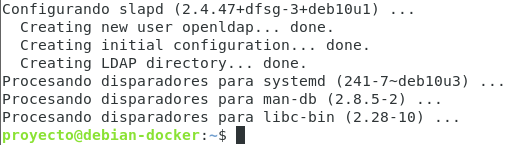 Configurando slapd (2.4.47+dfsg-3+deb10u1) ...
  Creating new user openldap... done.
  Creating initial configuration... done.
  Creating LDAP directory... done.
Procesando disparadores para systemd (241-7~deb10u3) ...
Procesando disparadores para man-db (2.8.5-2) ...
Procesando disparadores para libc-bin (2.28-10) ...
proyecto@debian-docker:~$